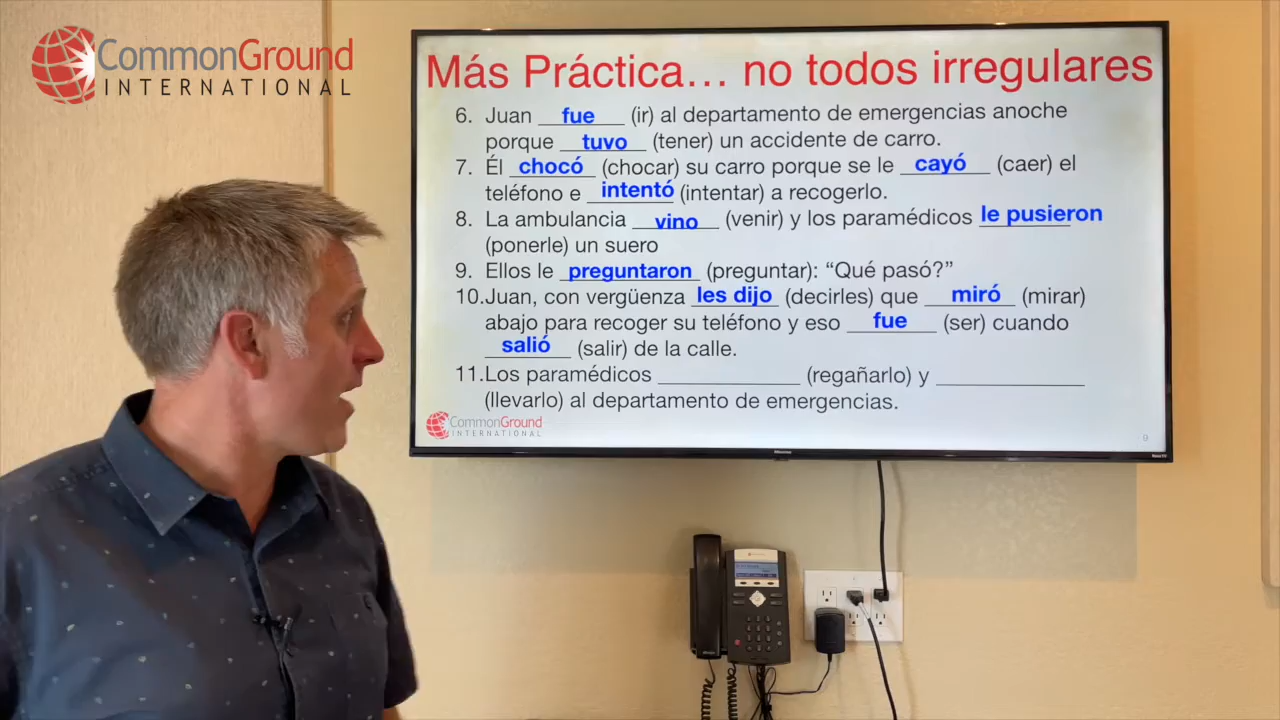 CommonGround
INTERNATIONAL
Más Práctica… no todos irregulares
6. Juan fue (ir) al departamento de emergencias anoche
porque tuvo (tener) un accidente de carro.
7. Él chocó (chocar) su carro porque se le cayó (caer) el
teléfono e intentó (intentar) a recogerlo.
8. La ambulancia vino (venir) y los paramédicos le pusieron
(ponerle) un suero
9. Ellos le preguntaron (preguntar): “Qué pasó?”
10.Juan, con vergüenza les dijo (decirles) que miró (mirar)
abajo para recoger su teléfono y eso fue (ser) cuando
salió (salir) de la calle.
11.Los paramédicos ____________ (regañarlo) y ____________
(llevarlo) al departamento de emergencias.
CommonGround
INTERNATIONAL
9